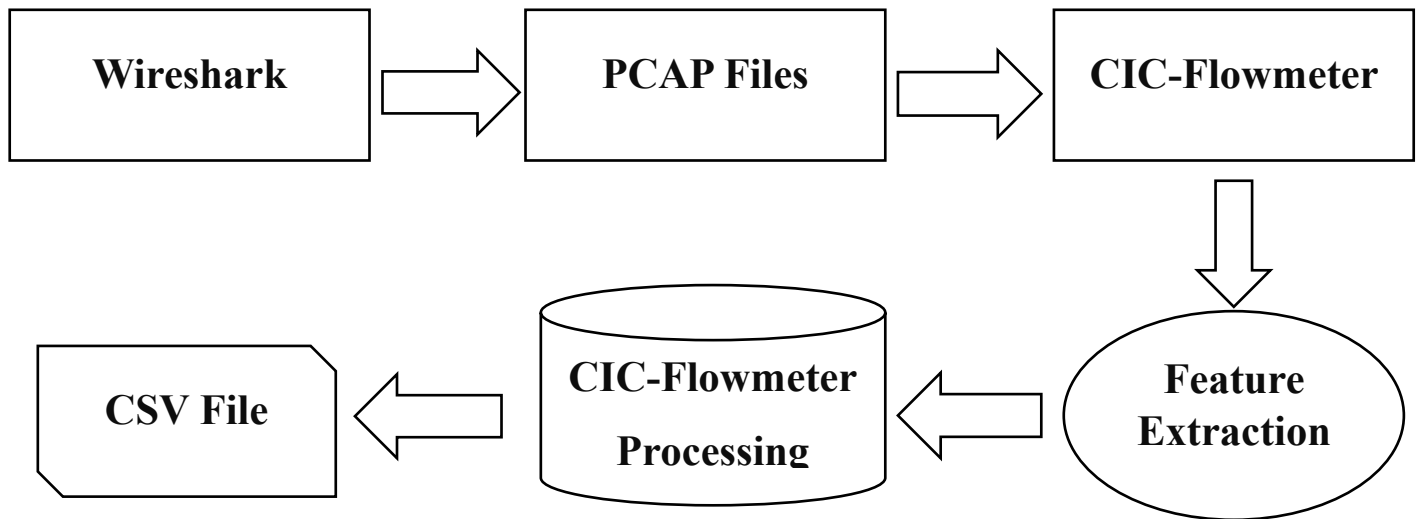 Wireshark
PCAP Files
CIC-Flowmeter
Feature
Extraction
CIC-Flowmeter
Processing
CSV File